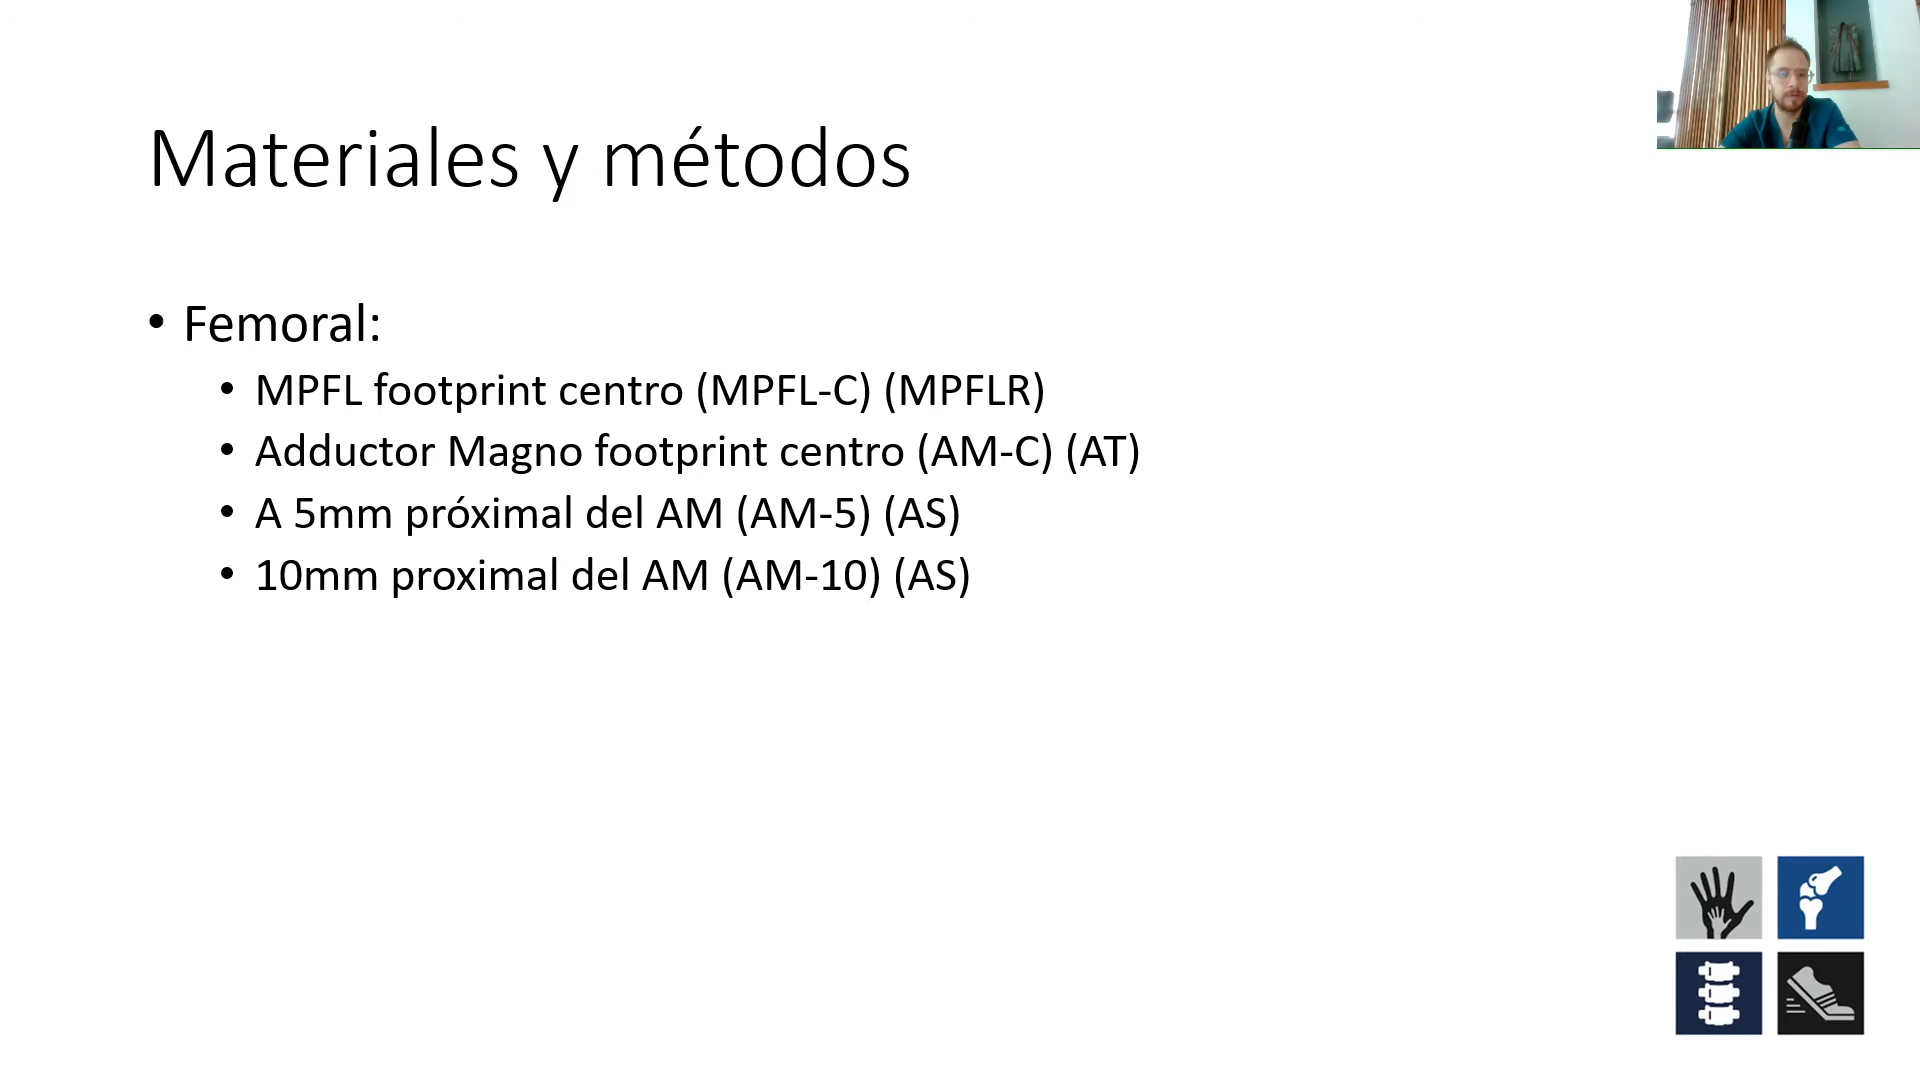 Materiales y métodos
• Femoral:
• MPFL footprint centro (MPFL-C) (MPFLR)
• Adductor Magno footprint centro (AM-C) (AT)
• A 5mm próximal del AM (AM-5) (AS)
• 10mm proximal del AM (AM-10) (AS)